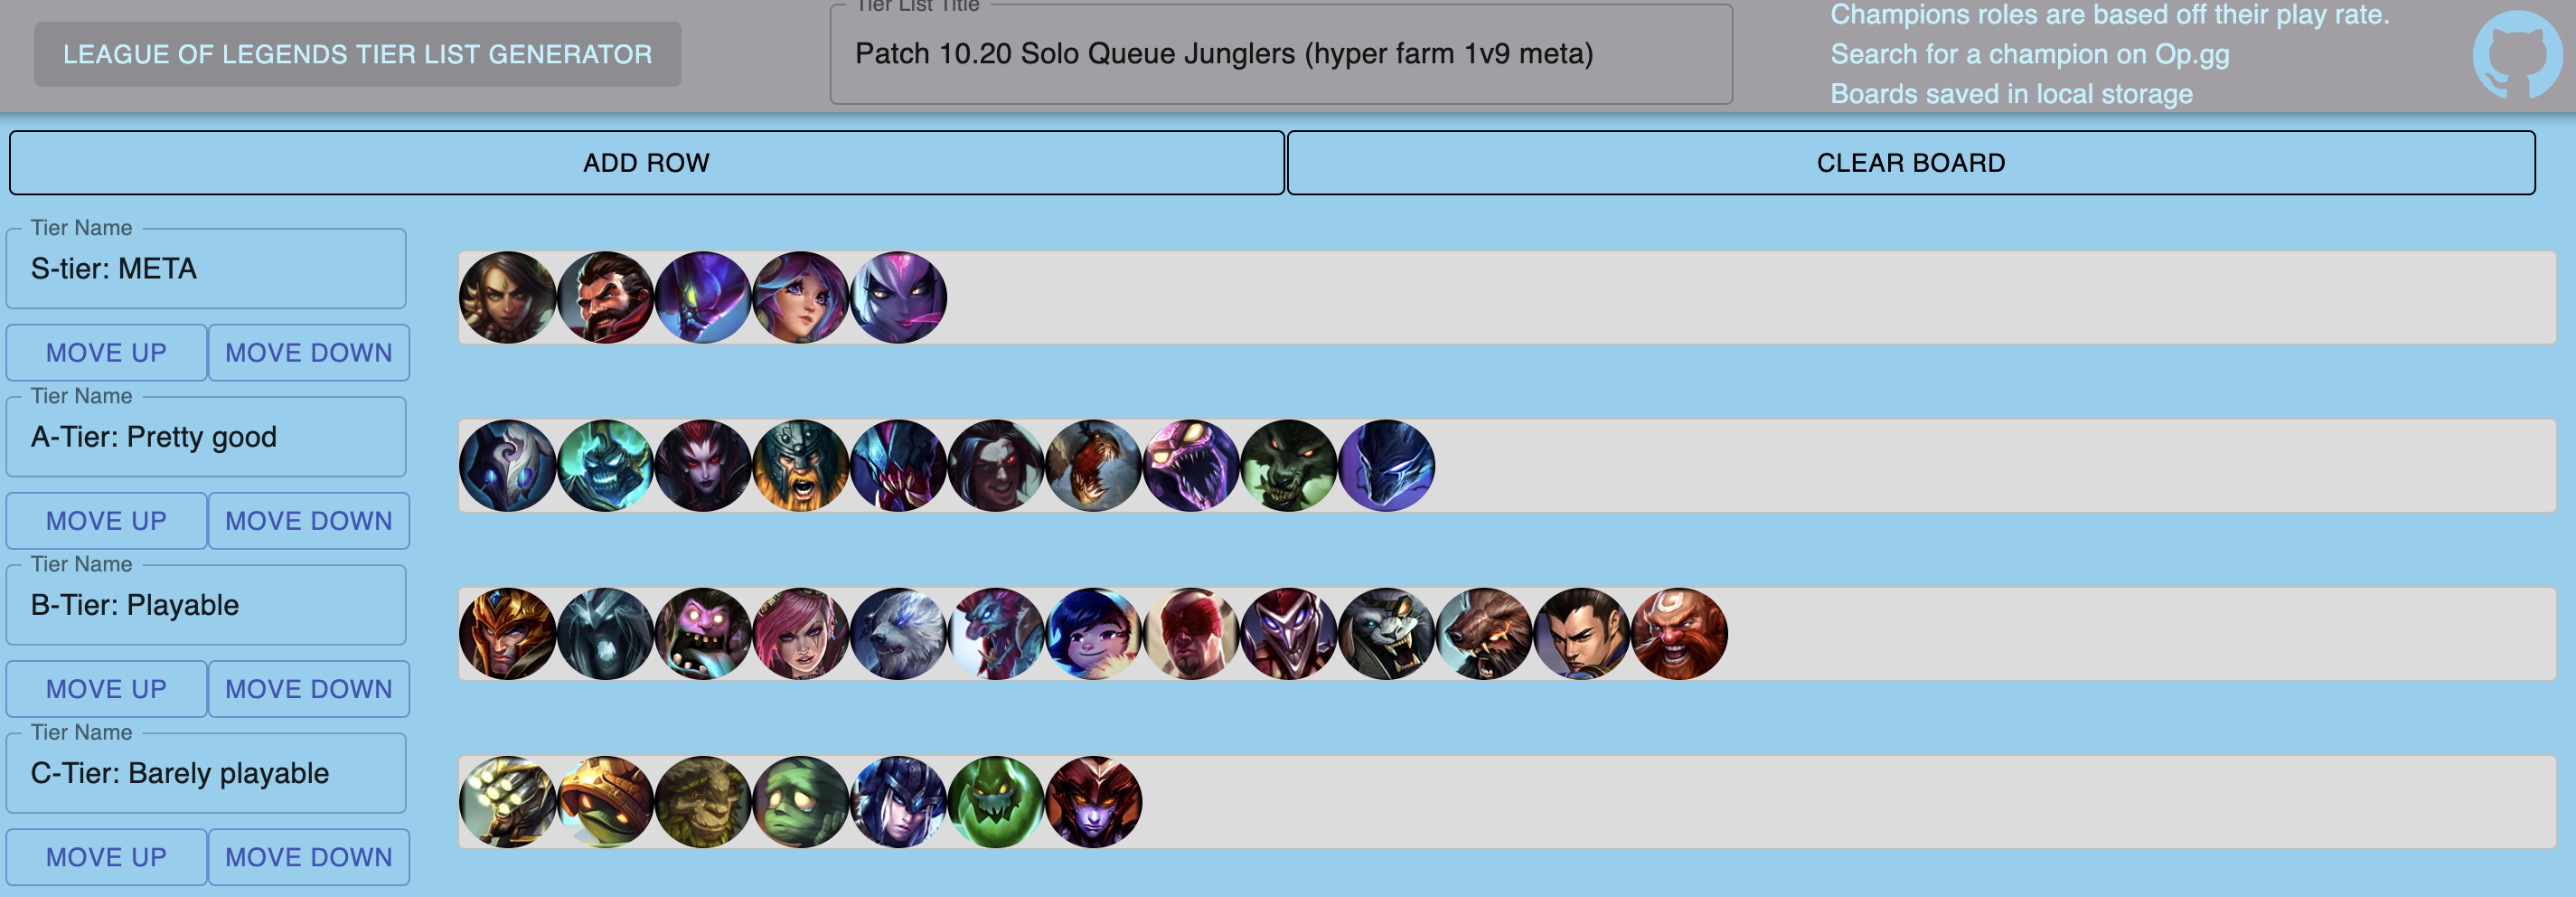 LEAGUE OF LEGENDS TIER LIST GENERATOR
Tier List Title
Patch 10.20 Solo Queue Junglers (hyper farm 1v9 meta)
Champions roles are based off their play rate.
Search for a champion on Op.gg
Boards saved in local storage
ADD ROW
CLEAR BOARD
Tier Name
S-tier: META
MOVE UP
MOVE DOWN
Tier Name
A-Tier: Pretty good
MOVE UP
MOVE DOWN
Tier Name
B-Tier: Playable
MOVE UP
MOVE DOWN
Tier Name
C-Tier: Barely playable
MOVE UP
MOVE DOWN